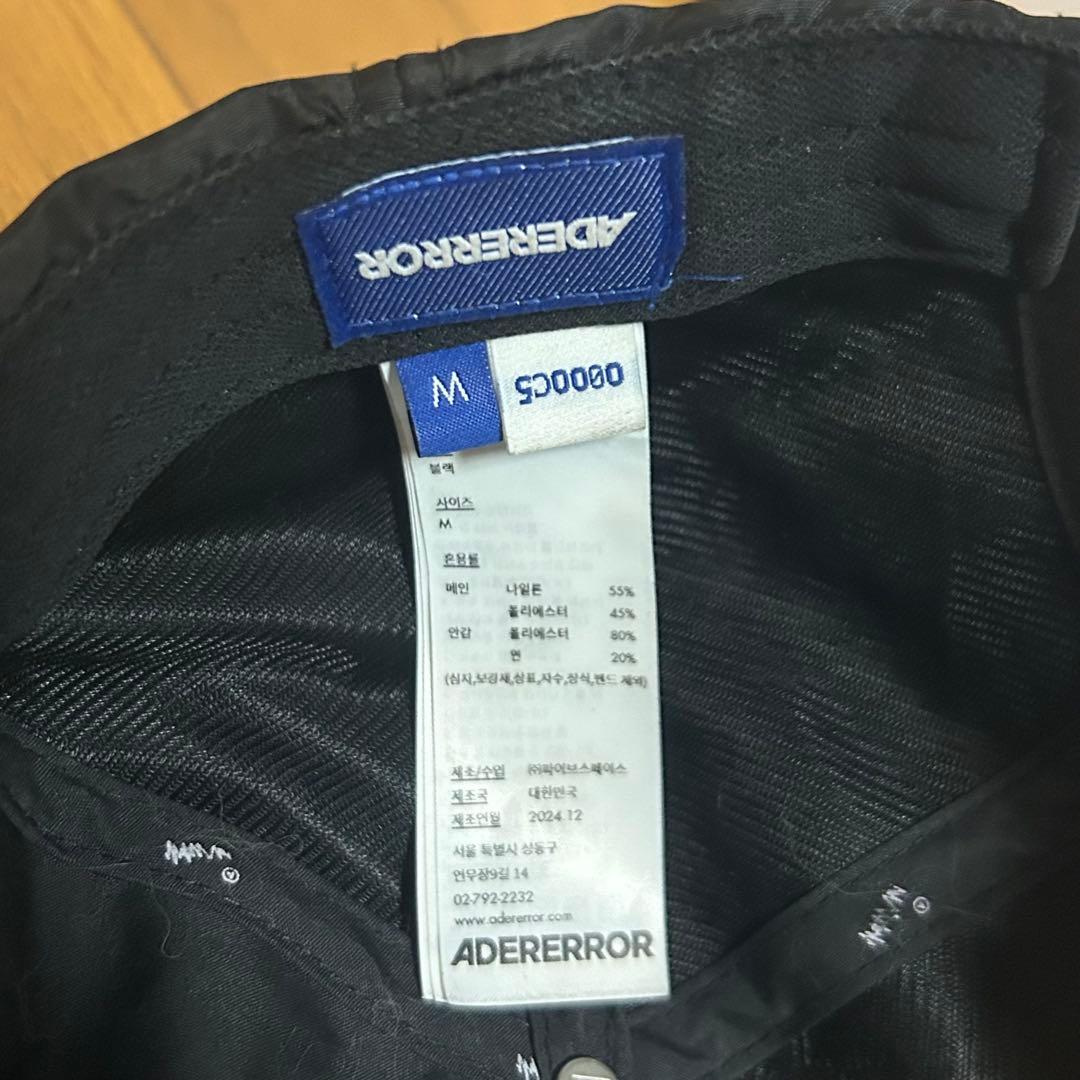 ADERERROR
M
0000C5
블랙
사이즈
M
혼용률
메인 나일론 55%
폴리에스터 45%
안감 폴리에스터 80%
면 20%
(심지,보강재,상표,자수,장식,밴드 제외)
제조/수입 ㈜파이브스페이스
제조국 대한민국
제조연월 2024.12
서울 특별시 성동구
연무장9길 14
02-792-2232
www.adererror.com
ADERERROR